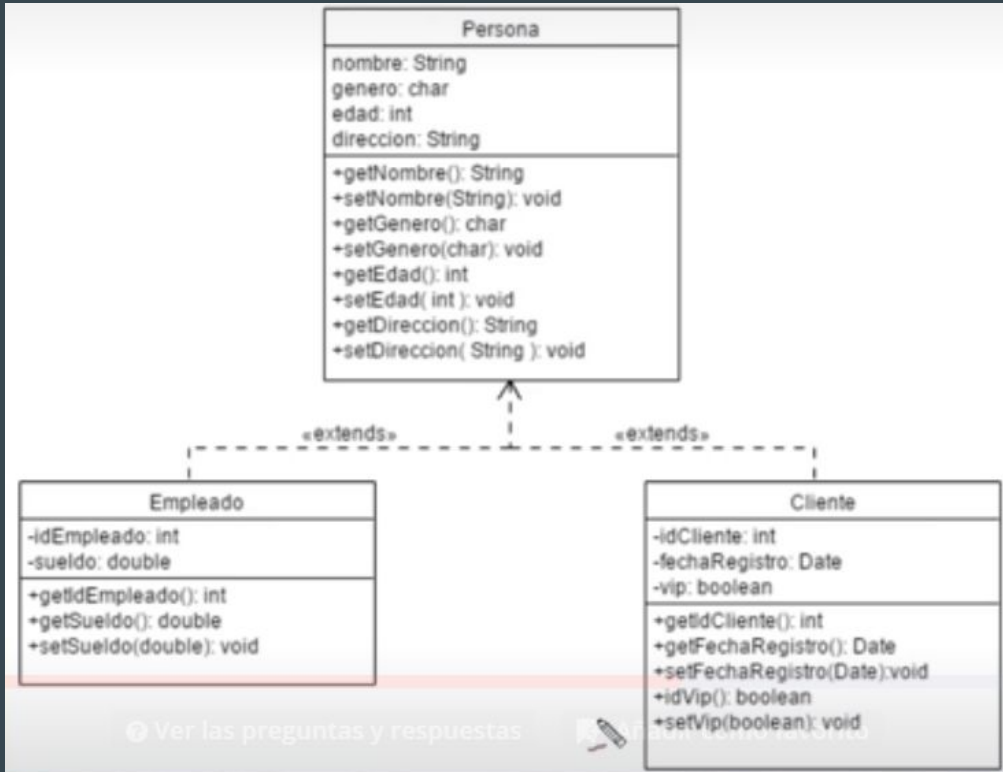 Persona
nombre: String
genero: char
edad: int
direccion: String
+getNombre(): String
+setNombre(String): void
+getGenero(): char
+setGenero(char): void
+getEdad(): int
+setEdad( int ): void
+getDireccion(): String
+setDireccion( String ): void
«extends»
«extends»
Empleado
-idEmpleado: int
-sueldo: double
+getIdEmpleado(): int
+getSueldo(): double
+setSueldo(double): void
Cliente
-idCliente: int
-fechaRegistro: Date
-vip: boolean
+getIdCliente(): int
+getFechaRegistro(): Date
+setFechaRegistro(Date):void
+idVip(): boolean
+setVip(boolean): void
Ver las preguntas y respuestas
Añadir como favorito